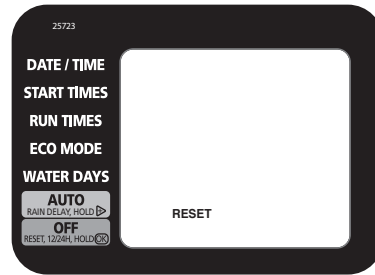 25723
DATE / TIME
START TIMES
RUN TIMES
ECO MODE
WATER DAYS
AUTO
RAIN DELAY, HOLD
OFF
RESET, 12/24H, HOLD OK
RESET